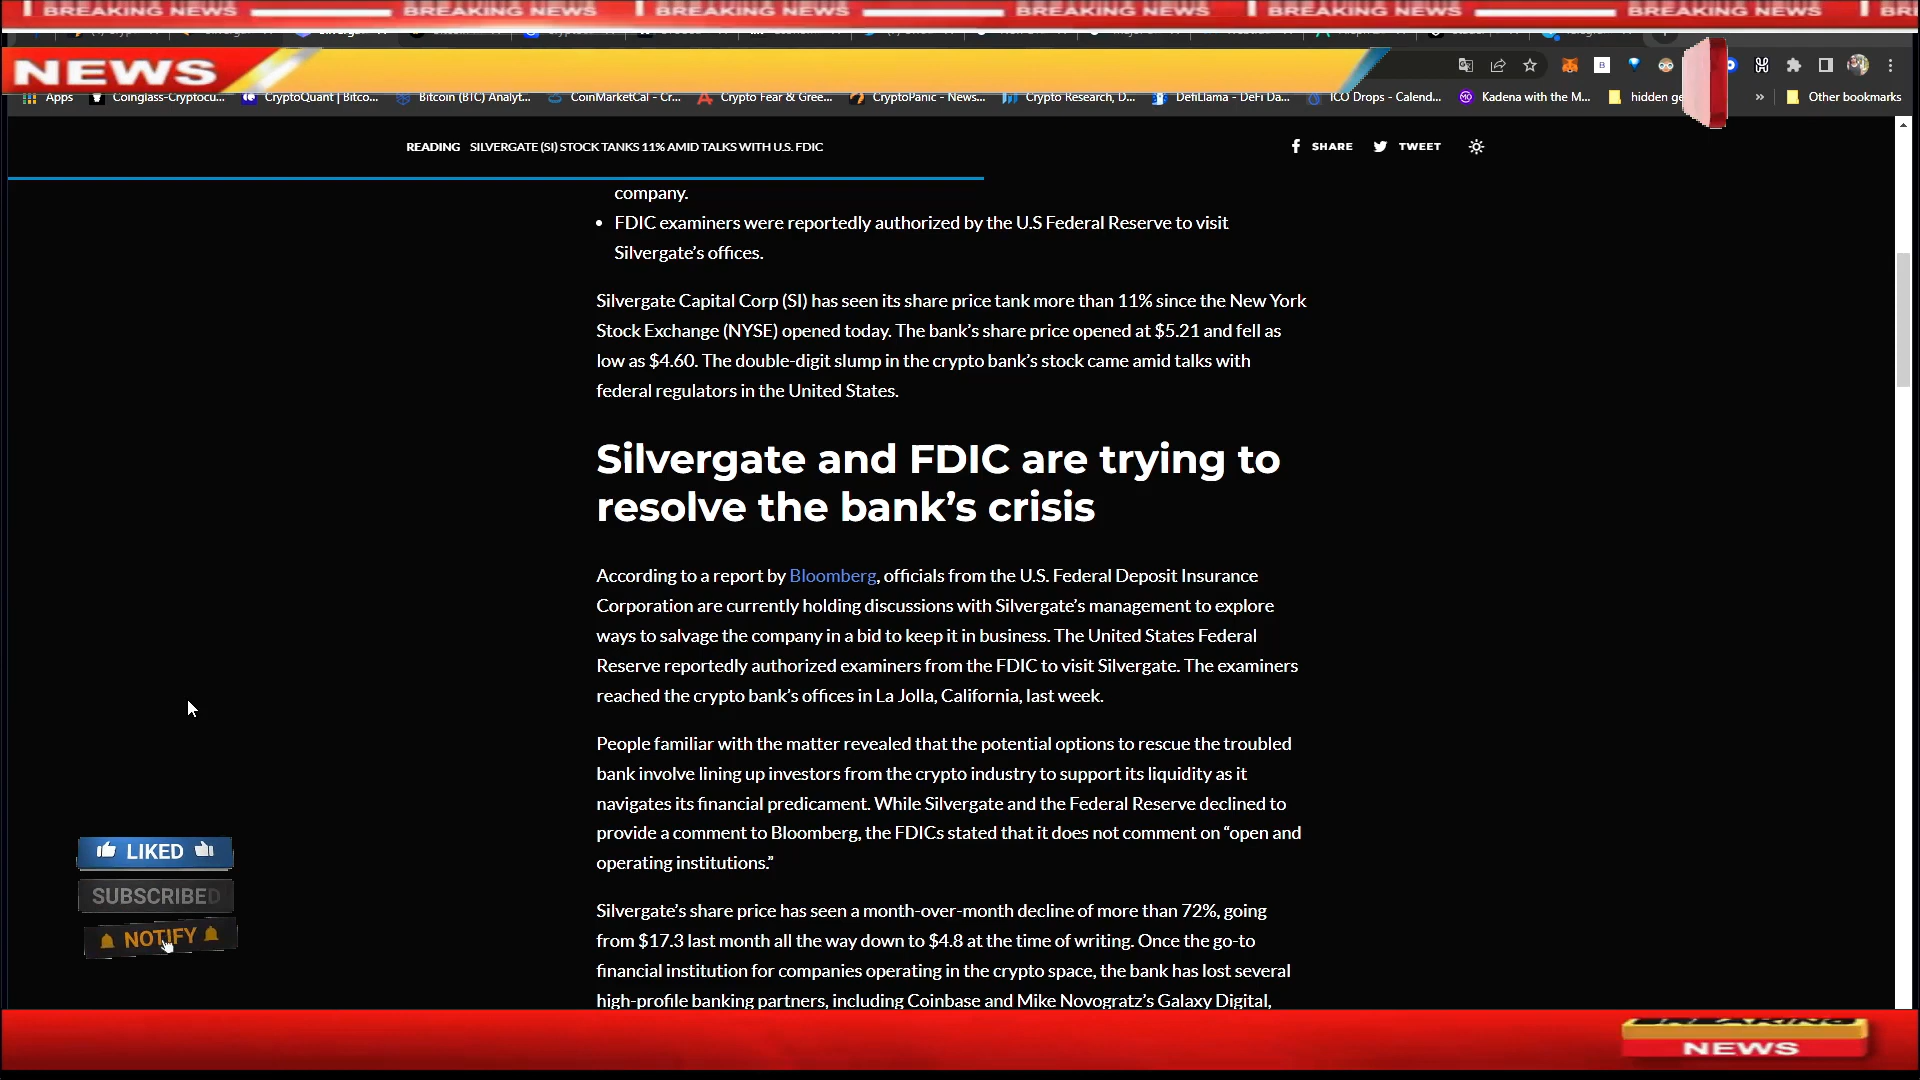 BREAKING NEWS BREAKING NEWS BREAKING NEWS BREAKING NEWS BREAKING NEWS BREAKING NEWS
NEWS
Apps Coinglass-Cryptocu... CryptoQuant | Bitco... Bitcoin (BTC) Analyt... CoinMarketCal - Cr... Crypto Fear & Gree... CryptoPanic - News... Crypto Research, D... DefiLlama - DeFi Da... ICO Drops - Calend... Kadena with the M... hidden ge » Other bookmarks
READING SILVERGATE (SI) STOCK TANKS 11% AMID TALKS WITH U.S. FDIC SHARE TWEET
company.
• FDIC examiners were reportedly authorized by the U.S Federal Reserve to visit
Silvergate’s offices.
Silvergate Capital Corp (SI) has seen its share price tank more than 11% since the New York
Stock Exchange (NYSE) opened today. The bank’s share price opened at $5.21 and fell as
low as $4.60. The double-digit slump in the crypto bank’s stock came amid talks with
federal regulators in the United States.
Silvergate and FDIC are trying to
resolve the bank’s crisis
According to a report by Bloomberg, officials from the U.S. Federal Deposit Insurance
Corporation are currently holding discussions with Silvergate’s management to explore
ways to salvage the company in a bid to keep it in business. The United States Federal
Reserve reportedly authorized examiners from the FDIC to visit Silvergate. The examiners
reached the crypto bank’s offices in La Jolla, California, last week.
People familiar with the matter revealed that the potential options to rescue the troubled
bank involve lining up investors from the crypto industry to support its liquidity as it
navigates its financial predicament. While Silvergate and the Federal Reserve declined to
provide a comment to Bloomberg, the FDICs stated that it does not comment on “open and
operating institutions.”
Silvergate’s share price has seen a month-over-month decline of more than 72%, going
from $17.3 last month all the way down to $4.8 at the time of writing. Once the go-to
financial institution for companies operating in the crypto space, the bank has lost several
high-profile banking partners, including Coinbase and Mike Novogratz’s Galaxy Digital,
LIKED
SUBSCRIBED
NOTIFY
NEWS